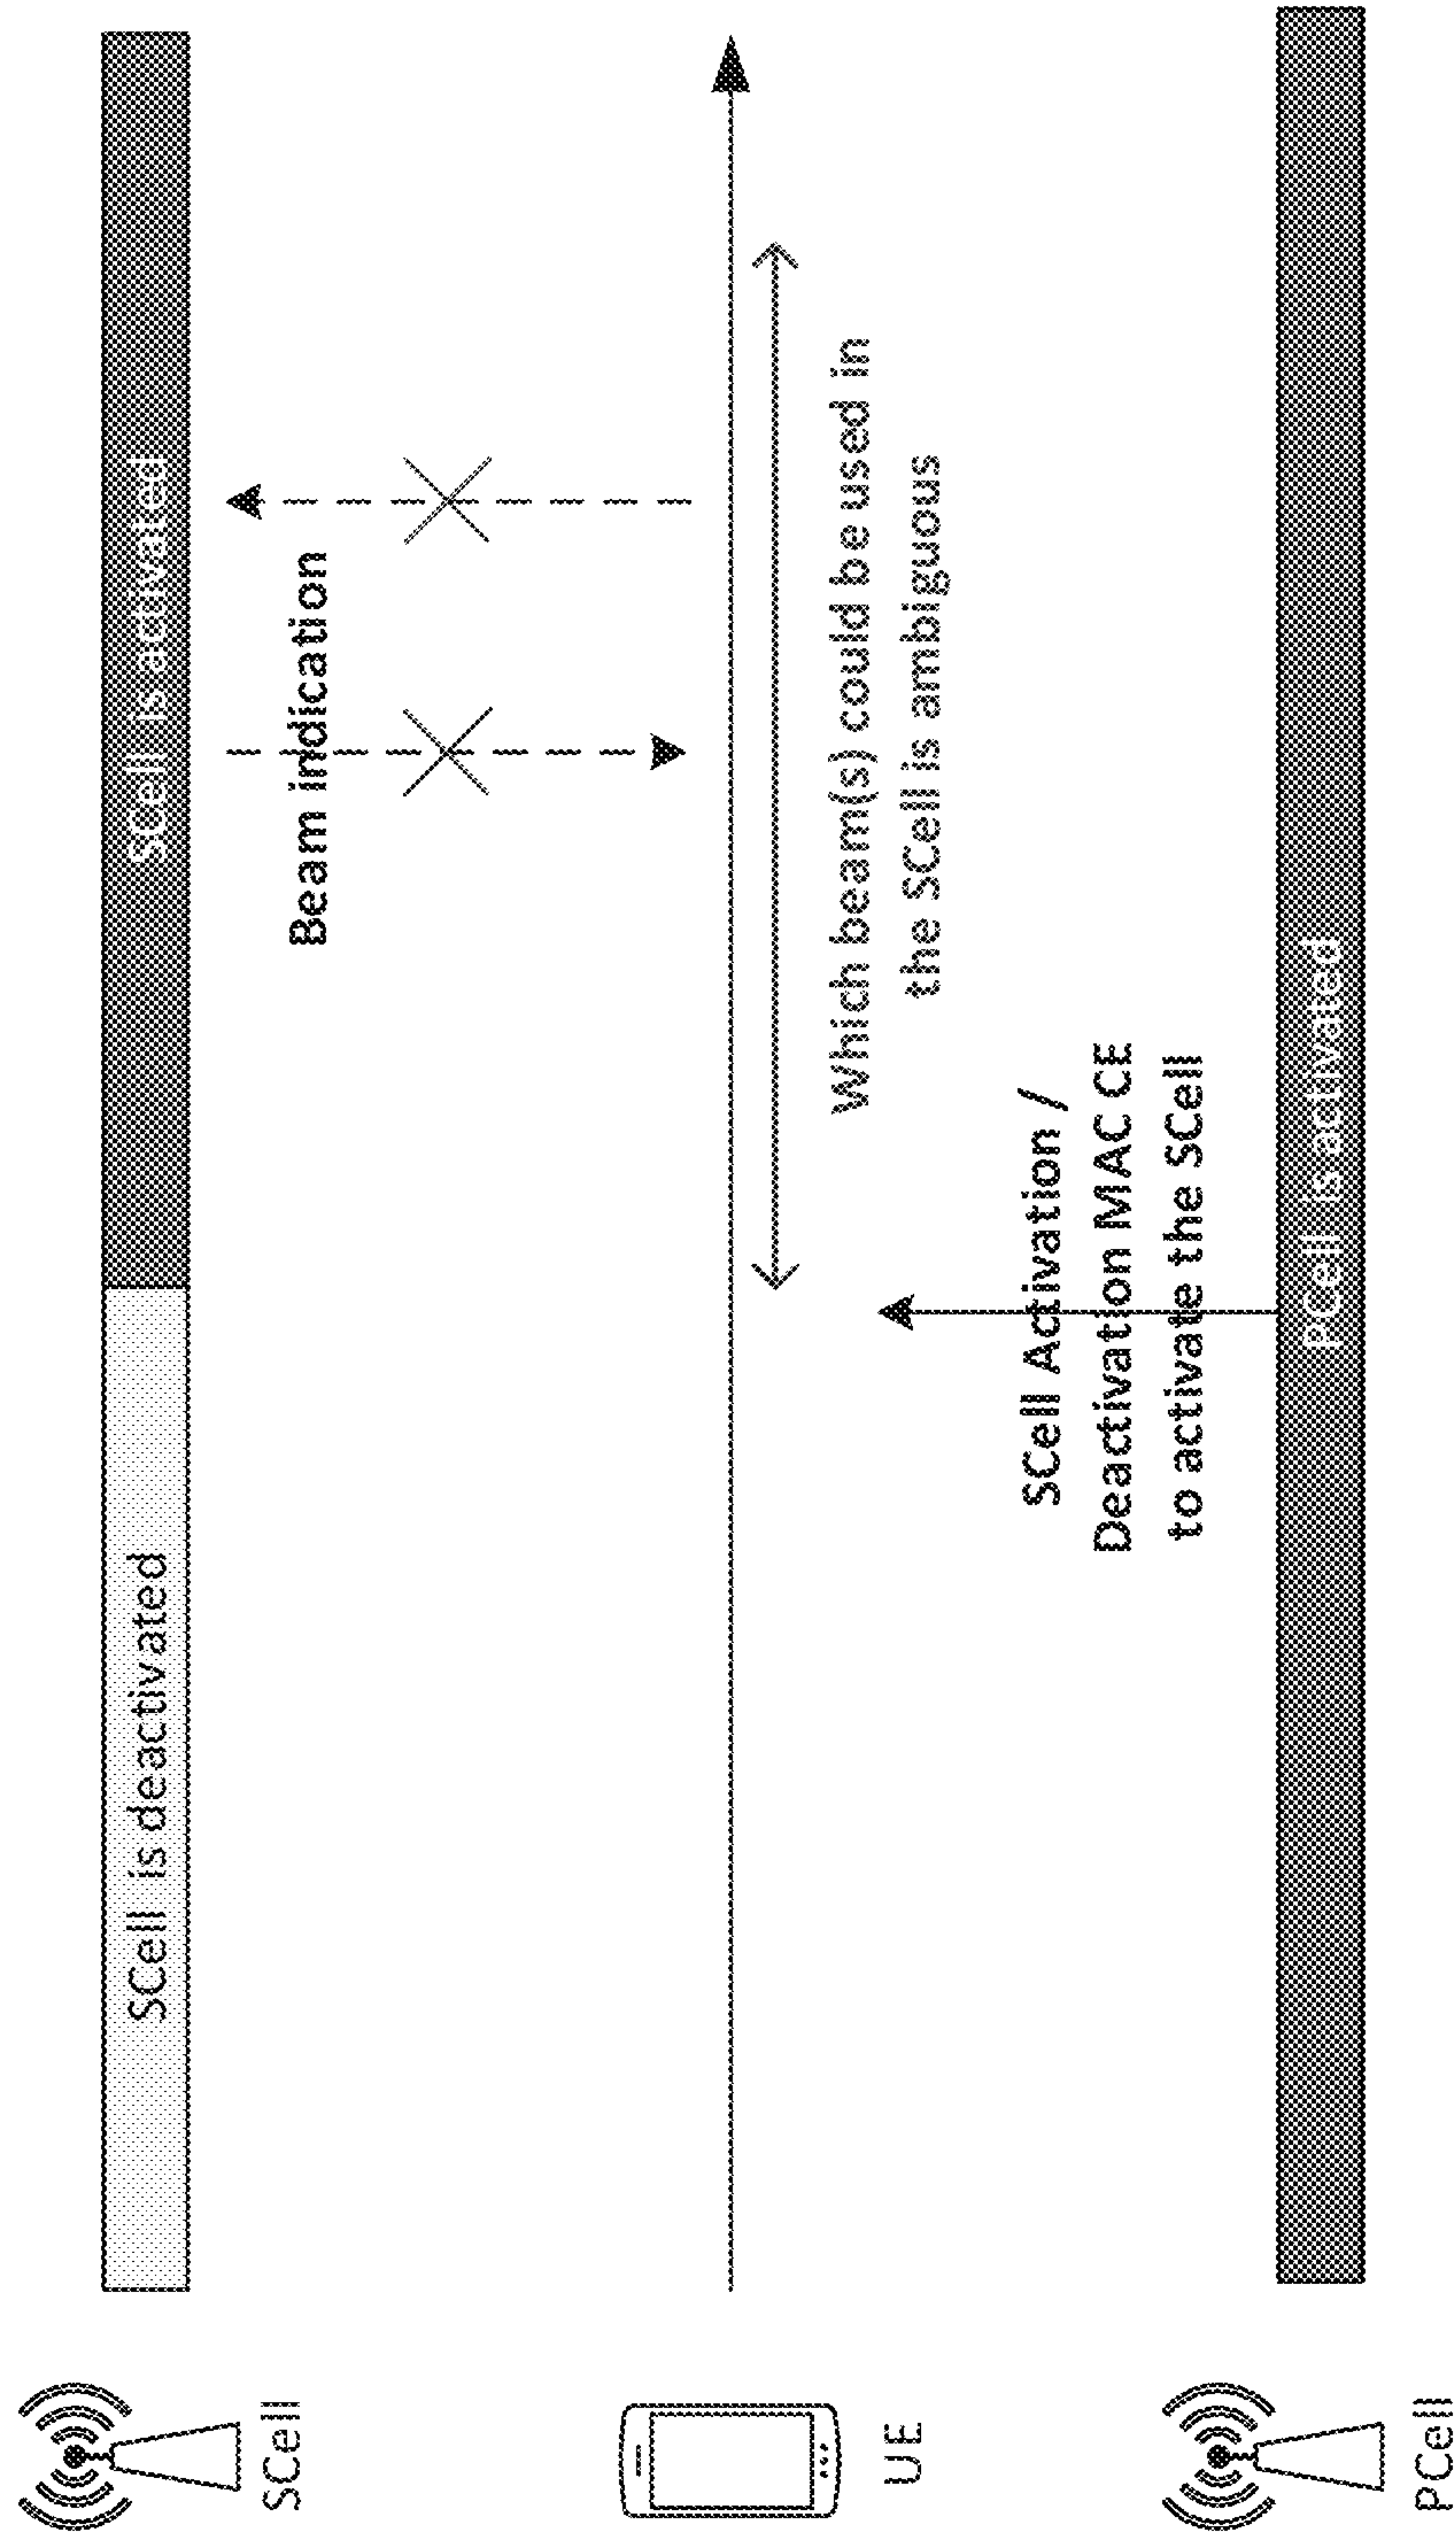 SCell
SCell is deactivated
SCell is activated
Beam indication
UE
Which beam(s) could be used in
the SCell is ambiguous
SCell Activation /
Deactivation MAC CE
to activate the SCell
PCell
PCell is activated